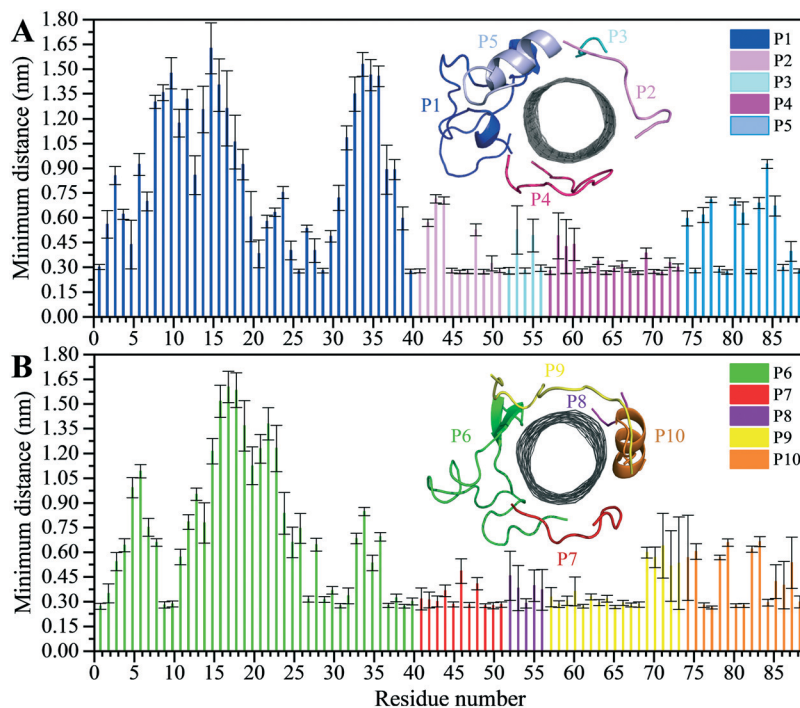 A
Minimum distance (nm)
1.80
1.65
1.50
1.35
1.20
1.05
0.90
0.75
0.60
0.45
0.30
0.15
0.00
P5
P3
P1
P2
P4
P1
P2
P3
P4
P5
0 5 10 15 20 25 30 35 40 45 50 55 60 65 70 75 80 85
B
Minimum distance (nm)
1.80
1.65
1.50
1.35
1.20
1.05
0.90
0.75
0.60
0.45
0.30
0.15
0.00
P9
P8
P6
P10
P7
P6
P7
P8
P9
P10
0 5 10 15 20 25 30 35 40 45 50 55 60 65 70 75 80 85
Residue number